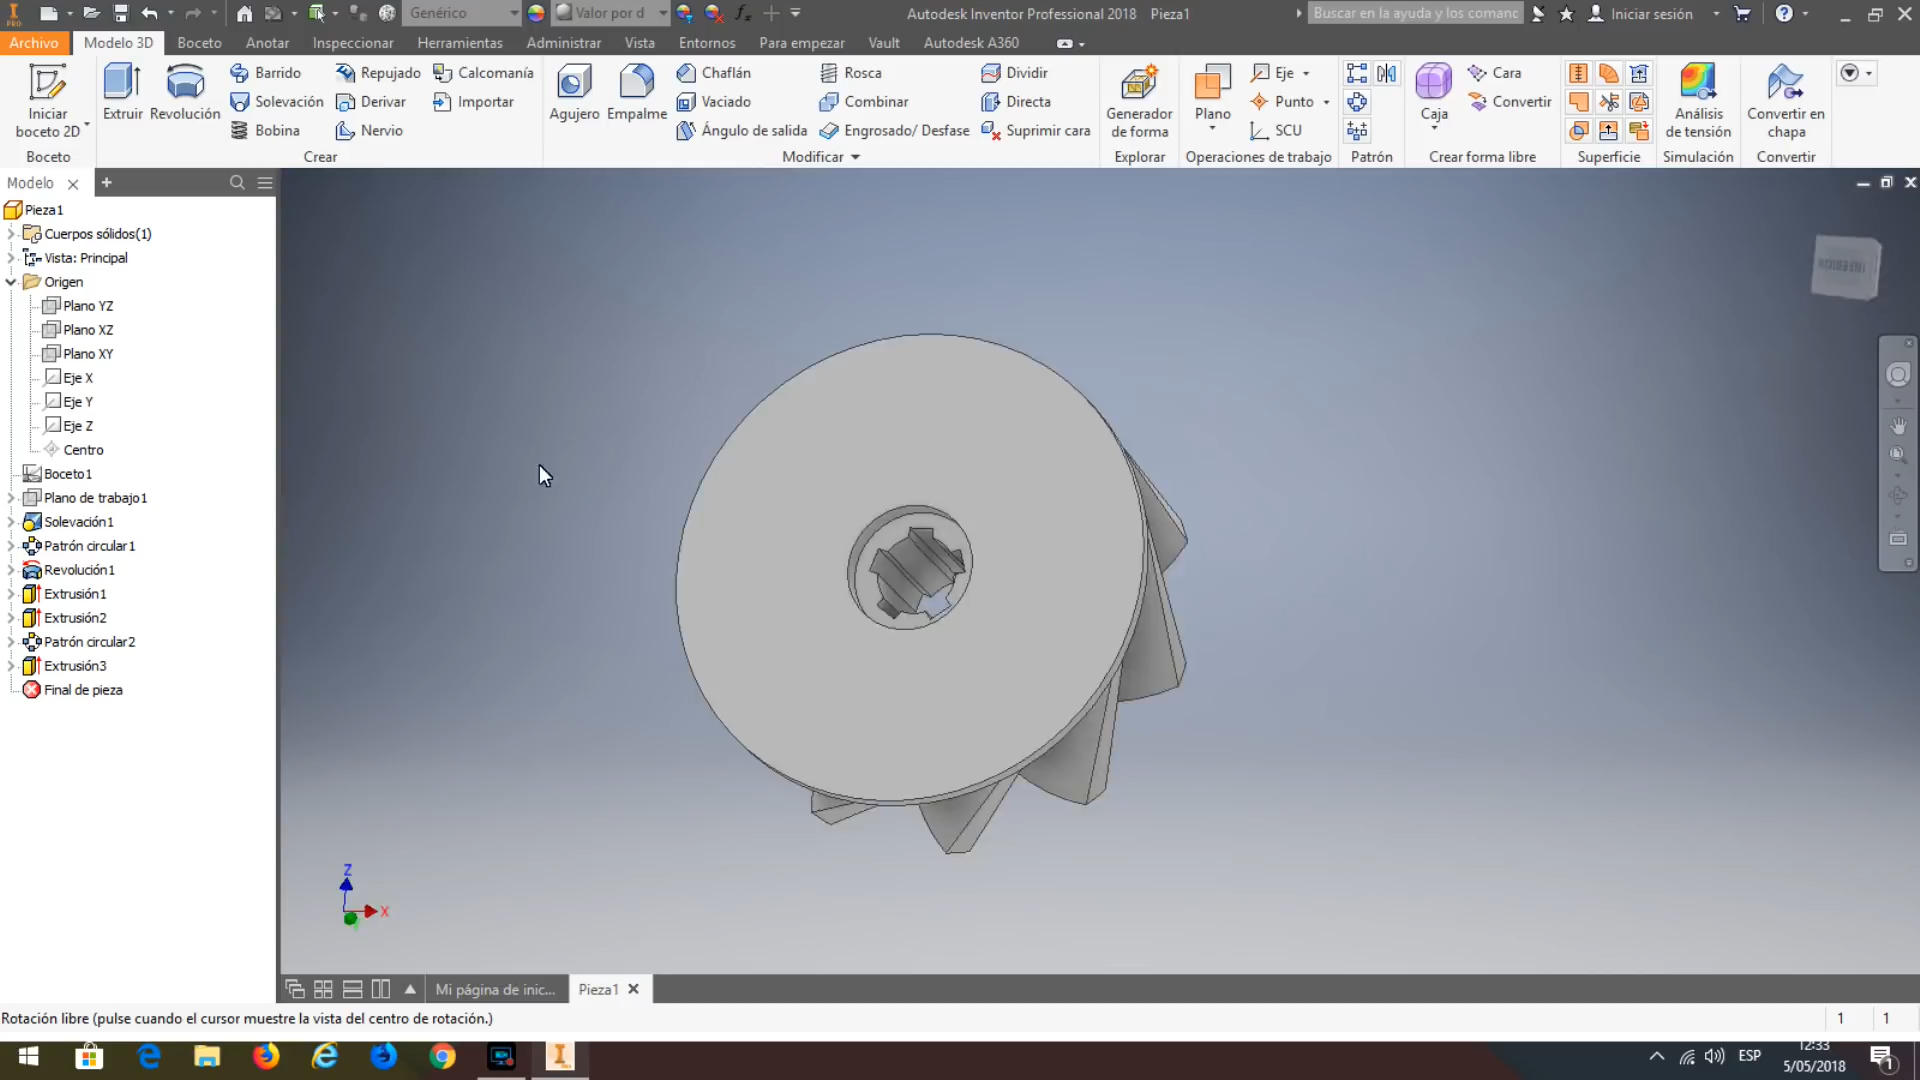 PRO Genérico Valor por d fx Autodesk Inventor Professional 2018 Pieza1 Buscar en la ayuda y los comanc Iniciar sesión
Archivo Modelo 3D Boceto Anotar Inspeccionar Herramientas Administrar Vista Entornos Para empezar Vault Autodesk A360
Iniciar
boceto 2D
Extruir
Revolución
Barrido
Solevación
Bobina
Repujado
Derivar
Nervio
Calcomanía
Importar
Agujero
Empalme
Chaflán
Vaciado
Ángulo de salida
Rosca
Combinar
Engrosado/ Desfase
Dividir
Directa
Suprimir cara
Generador
de forma
Plano
Eje
Punto
SCU
Caja
Cara
Convertir
Análisis
de tensión
Convertir en
chapa
Boceto Crear Modificar Explorar Operaciones de trabajo Patrón Crear forma libre Superficie Simulación Convertir
Modelo
Pieza1
Cuerpos sólidos(1)
Vista: Principal
Origen
Plano YZ
Plano XZ
Plano XY
Eje X
Eje Y
Eje Z
Centro
Boceto1
Plano de trabajo1
Solevación1
Patrón circular1
Revolución1
Extrusión1
Extrusión2
Patrón circular2
Extrusión3
Final de pieza
INFERIOR
Z
X
Y
Mi página de inic... Pieza1
Rotación libre (pulse cuando el cursor muestre la vista del centro de rotación.) 1 1
ESP
12:33
5/05/2018
1